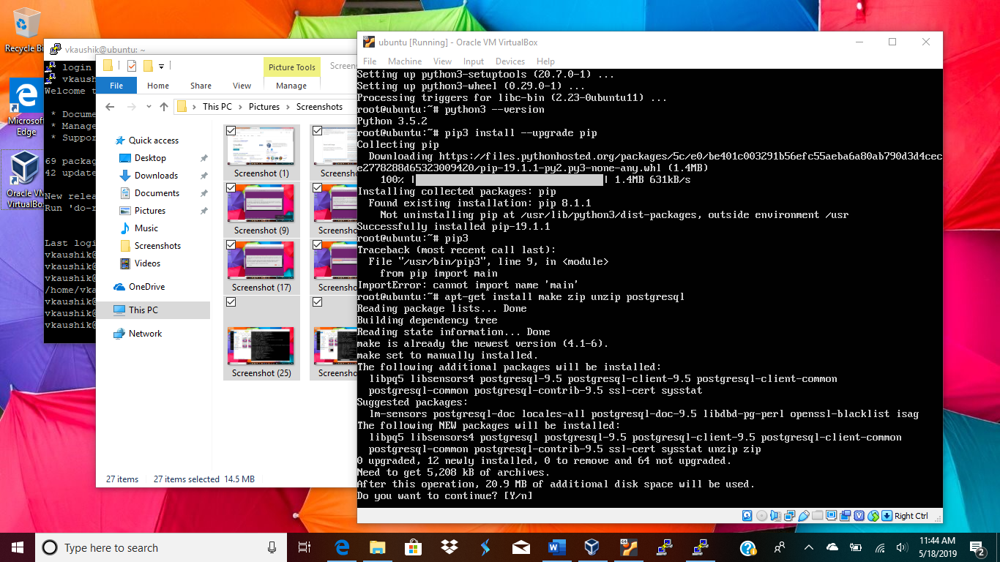 Recycle Bi
Microsof
Edge
Oracle VM
VirtualBo
vkaushik@ubuntu: ~
login
vkaush
Welcome t
* Docume
* Manage
* Suppor
69 packag
42 update
New relea
Run 'do-r
Last logi
vkaushik@
vkaushik@
vkaushik@
/home/vka
vkaushik@
vkaushik@
vkaushik@
Picture Tools
Screens
File
Home
Share
View
Manage
This PC
Pictures
Screenshots
Quick access
Desktop
Downloads
Documents
Pictures
Music
Screenshots
Videos
OneDrive
This PC
Network
Screenshot (1)
Screen
Screenshot (9)
Screens
Screenshot (17)
Screens
Screenshot (25)
Screens
27 items 27 items selected 14.5 MB
ubuntu [Running] - Oracle VM VirtualBox
File Machine View Input Devices Help
Setting up python3-setuptools (20.7.0-1) ...
Setting up python3-wheel (0.29.0-1) ...
Processing triggers for libc-bin (2.23-0ubuntu11) ...
root@ubuntu:~# python3 --version
Python 3.5.2
root@ubuntu:~# pip3 install --upgrade pip
Collecting pip
Downloading https://files.pythonhosted.org/packages/5c/e0/be401c003291b56efc55aeba6a80ab790d3d4cec
e2778288d65323009420/pip-19.1.1-py2.py3-none-any.whl (1.4MB)
100% | | 1.4MB 631kB/s
Installing collected packages: pip
Found existing installation: pip 8.1.1
Not uninstalling pip at /usr/lib/python3/dist-packages, outside environment /usr
Successfully installed pip-19.1.1
root@ubuntu:~# pip3
Traceback (most recent call last):
File "/usr/bin/pip3", line 9, in <module>
from pip import main
ImportError: cannot import name 'main'
root@ubuntu:~# apt-get install make zip unzip postgresql
Reading package lists... Done
Building dependency tree
Reading state information... Done
make is already the newest version (4.1-6).
make set to manually installed.
The following additional packages will be installed:
libpq5 libsensors4 postgresql-9.5 postgresql-client-9.5 postgresql-client-common
postgresql-common postgresql-contrib-9.5 ssl-cert sysstat
Suggested packages:
lm-sensors postgresql-doc locales-all postgresql-doc-9.5 libdbd-pg-perl openssl-blacklist isag
The following NEW packages will be installed:
libpq5 libsensors4 postgresql postgresql-9.5 postgresql-client-9.5 postgresql-client-common
postgresql-common postgresql-contrib-9.5 ssl-cert sysstat unzip zip
0 upgraded, 12 newly installed, 0 to remove and 64 not upgraded.
Need to get 5,208 kB of archives.
After this operation, 20.9 MB of additional disk space will be used.
Do you want to continue? [Y/n]
Right Ctrl
Type here to search
11:44 AM
5/18/2019
2